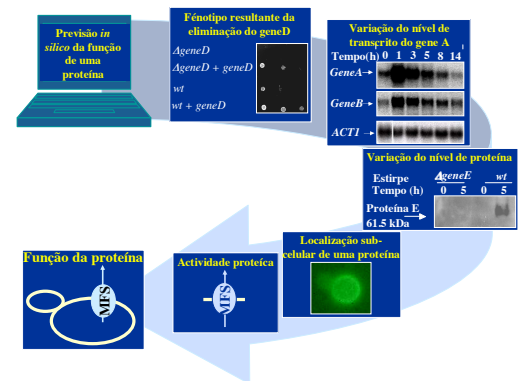 Previsão in
silico da função
de uma
proteína
Fénotipo resultante da
eliminação do geneD
ΔgeneD
ΔgeneD + geneD
wt
wt + geneD
Variação do nível de
transcrito do gene A
Tempo(h) 0 1 3 5 8 14
GeneA
GeneB
ACT1
Variação do nível de proteína
Estirpe ΔgeneE wt
Tempo (h) 0 5 0 5
Proteína E
61.5 kDa
Localização sub-
celular de uma proteína
Actividade proteíca
MFS
Função da proteína
MFS